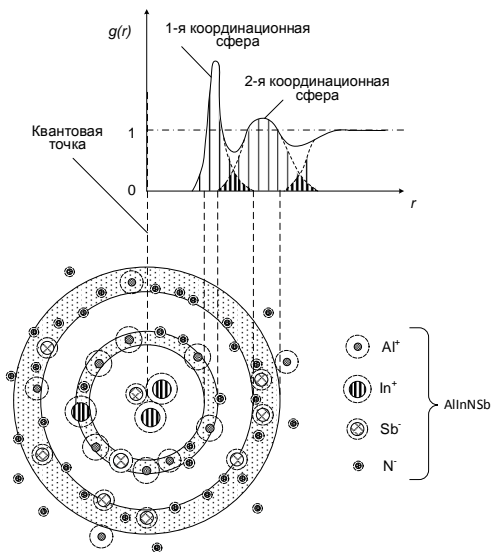 g(r)
1-я координационная
сфера
2-я координационная
сфера
Квантовая
точка
1
0
r
Al⁺
In⁺
Sb⁻
N⁻
AlInNSb